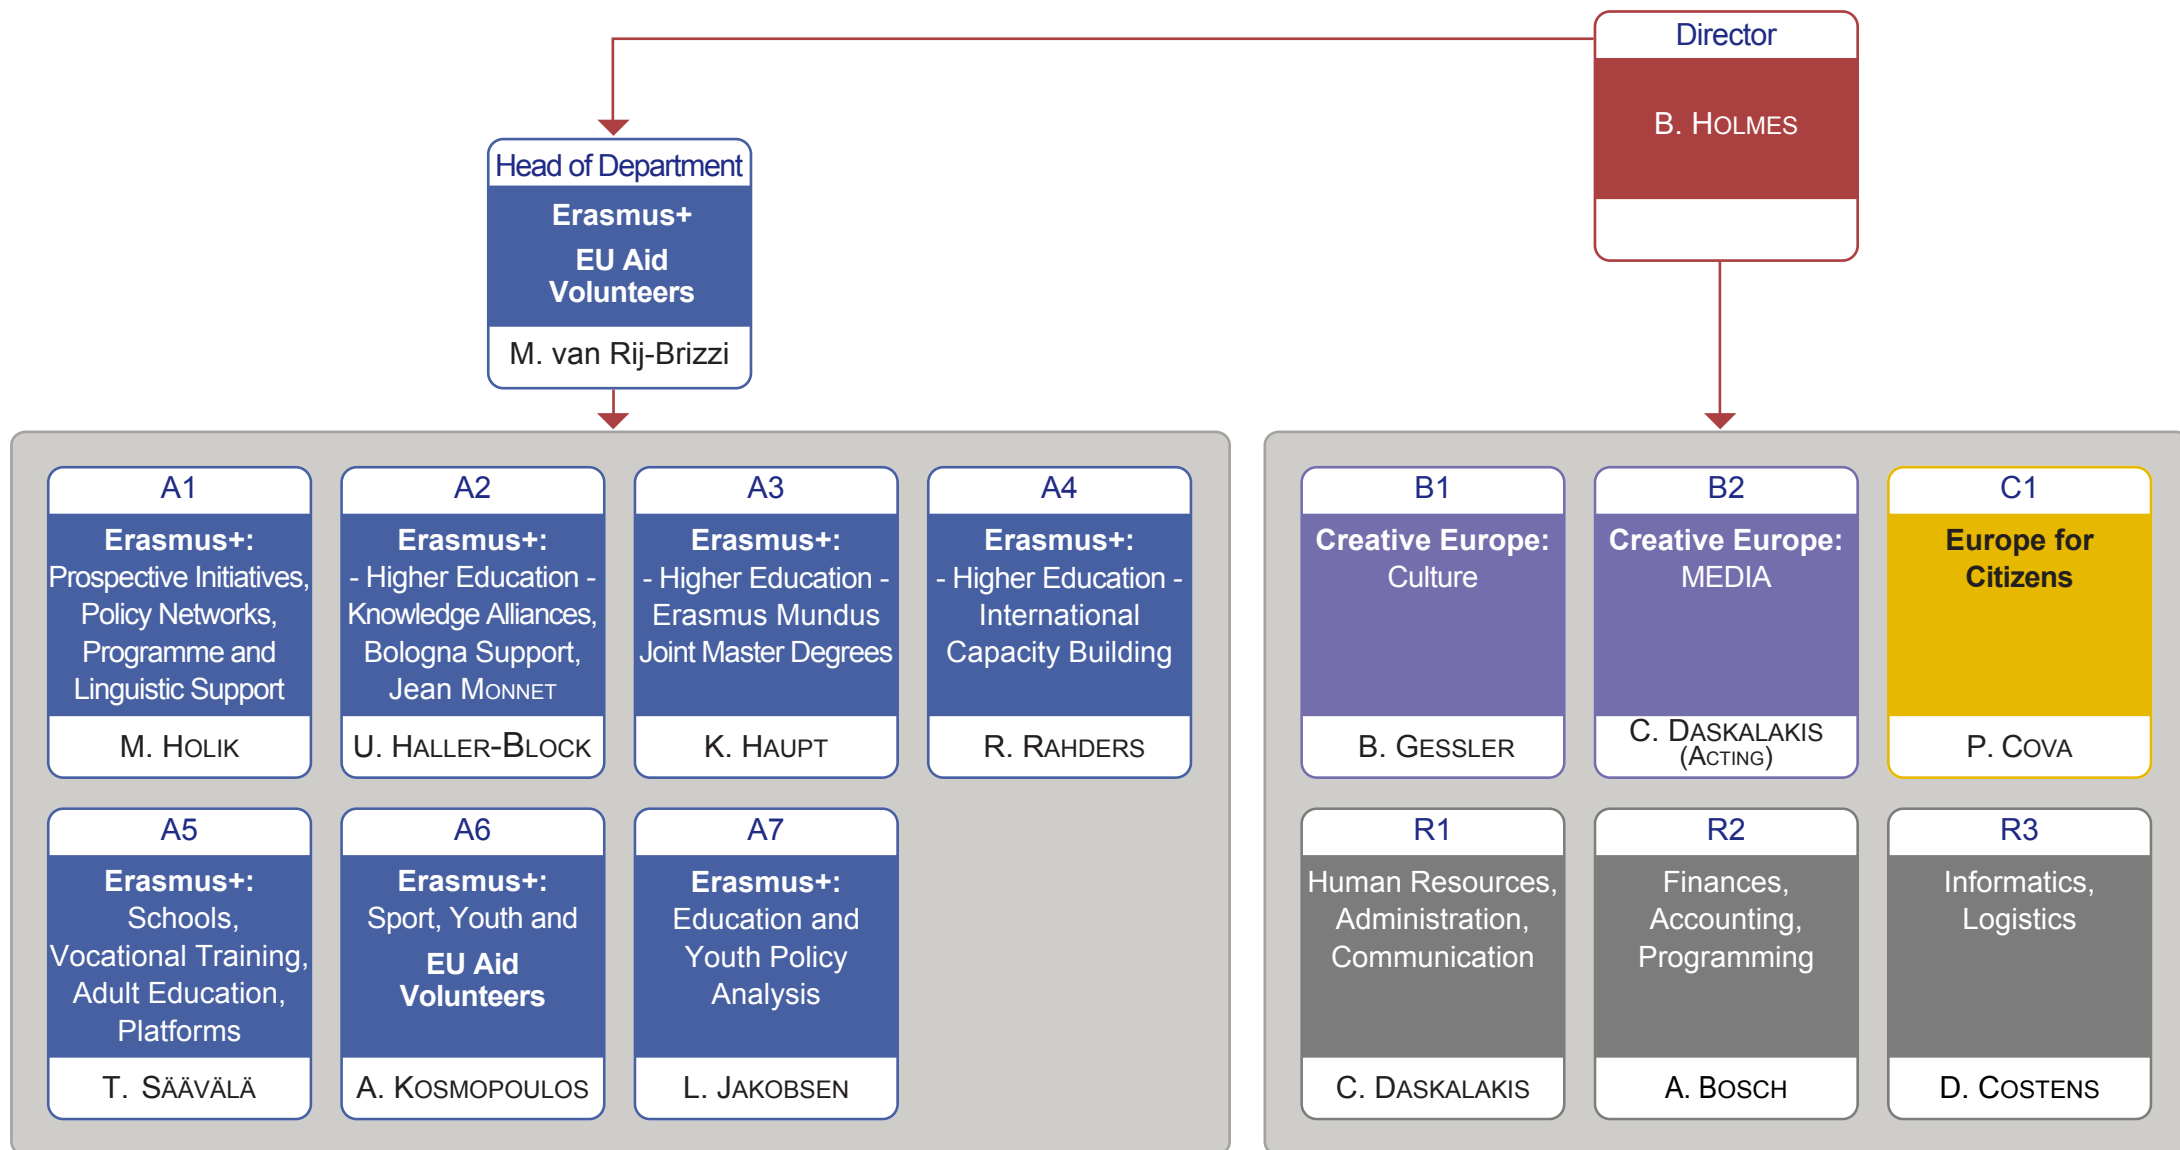 Director
B. HOLMES
Head of Department
Erasmus+
EU Aid
Volunteers
M. van Rij-Brizzi
A1
Erasmus+:
Prospective Initiatives,
Policy Networks,
Programme and
Linguistic Support
M. HOLIK
A2
Erasmus+:
- Higher Education -
Knowledge Alliances,
Bologna Support,
Jean MONNET
U. HALLER-BLOCK
A3
Erasmus+:
- Higher Education -
Erasmus Mundus
Joint Master Degrees
K. HAUPT
A4
Erasmus+:
- Higher Education -
International
Capacity Building
R. RAHDERS
A5
Erasmus+:
Schools,
Vocational Training,
Adult Education,
Platforms
T. SÄÄVÄLÄ
A6
Erasmus+:
Sport, Youth and
EU Aid
Volunteers
A. KOSMOPOULOS
A7
Erasmus+:
Education and
Youth Policy
Analysis
L. JAKOBSEN
B1
Creative Europe:
Culture
B. GESSLER
B2
Creative Europe:
MEDIA
C. DASKALAKIS
(ACTING)
C1
Europe for
Citizens
P. COVA
R1
Human Resources,
Administration,
Communication
C. DASKALAKIS
R2
Finances,
Accounting,
Programming
A. BOSCH
R3
Informatics,
Logistics
D. COSTENS